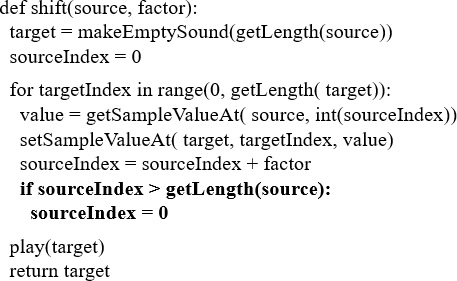 def shift(source, factor):
target = makeEmptySound(getLength(source))
sourceIndex = 0
for targetIndex in range(0, getLength( target)):
value = getSampleValueAt( source, int(sourceIndex))
setSampleValueAt( target, targetIndex, value)
sourceIndex = sourceIndex + factor
if sourceIndex > getLength(source):
sourceIndex = 0
play(target)
return target